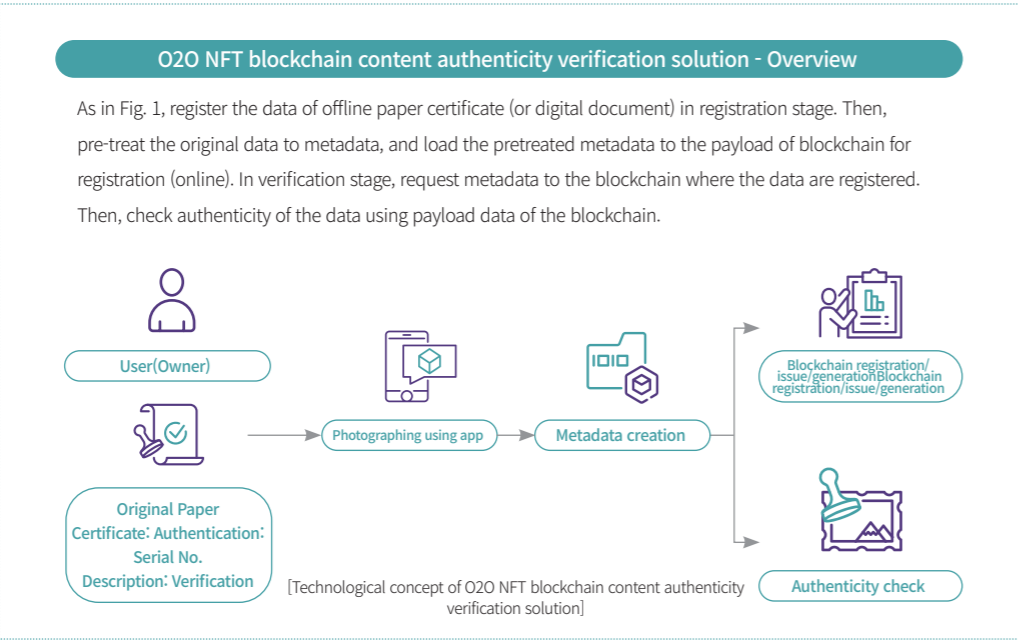 O2O NFT blockchain content authenticity verification solution - Overview
As in Fig. 1, register the data of offline paper certificate (or digital document) in registration stage. Then,
pre-treat the original data to metadata, and load the pretreated metadata to the payload of blockchain for
registration (online). In verification stage, request metadata to the blockchain where the data are registered.
Then, check authenticity of the data using payload data of the blockchain.
User(Owner)
Original Paper
Certificate: Authentication:
Serial No.
Description: Verification
Photographing using app
IOIO
Metadata creation
Blockchain registration/
issue/generationBlockchain
registration/issue/generation
Authenticity check
[Technological concept of O2O NFT blockchain content authenticity
verification solution]